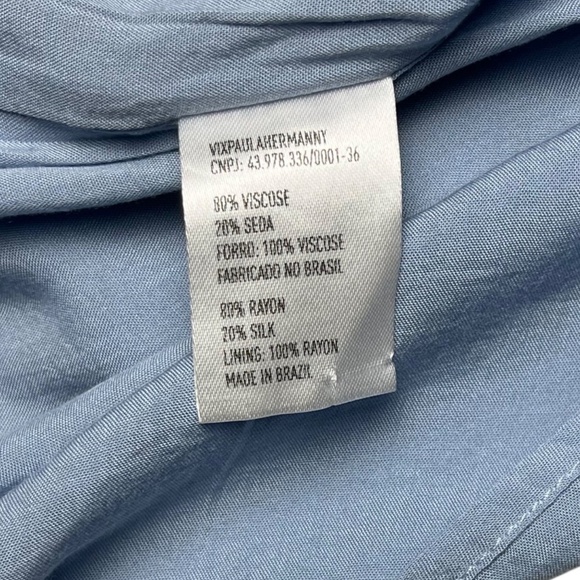 VIXPAULAHERMANNY
CNPJ: 43.978.336/0001-36
80% VISCOSE
20% SEDA
FORRO: 100% VISCOSE
FABRICADO NO BRASIL
80% RAYON
20% SILK
LINING: 100% RAYON
MADE IN BRAZIL